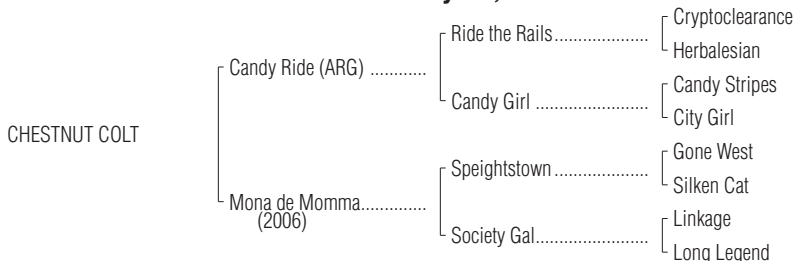 Cryptoclearance
Ride the Rails
Herbalesian
Candy Ride (ARG)
Candy Stripes
Candy Girl
City Girl
CHESTNUT COLT
Gone West
Speightstown
Silken Cat
Mona de Momma
(2006)
Linkage
Society Gal
Long Legend